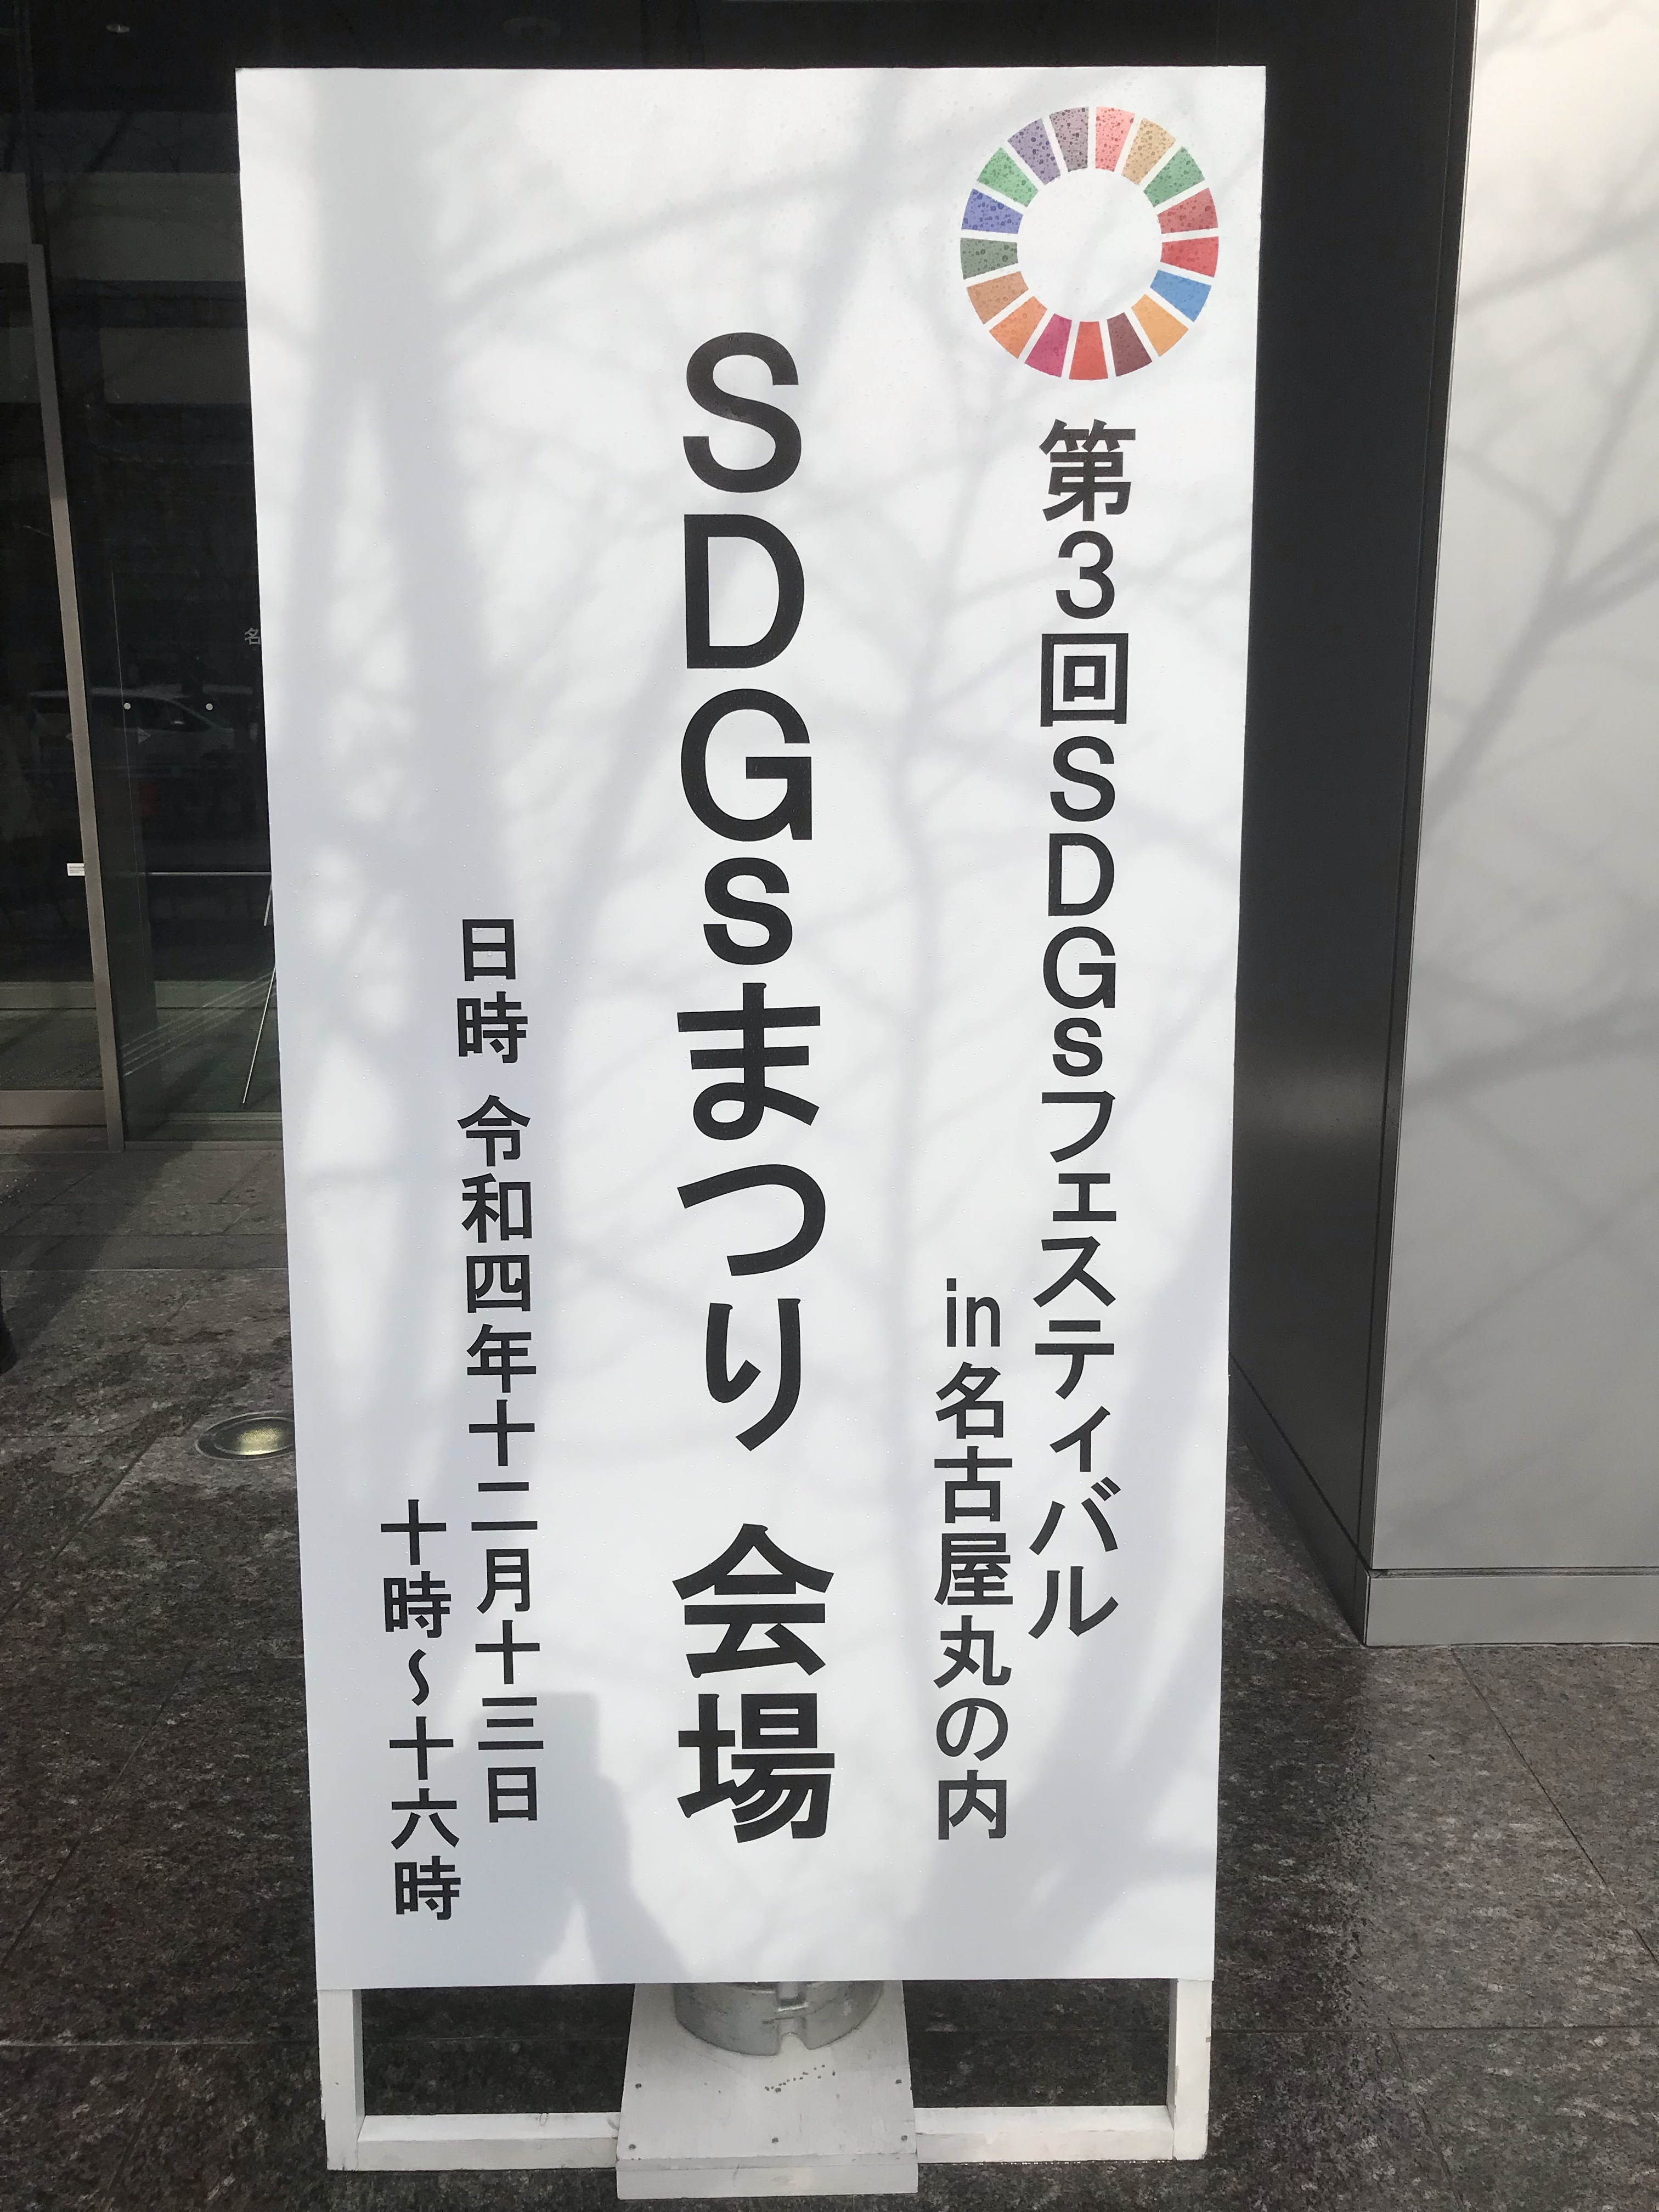 第3回SDGsフェスティバル
in名古屋丸の内
SDGsまつり 会場
日時 令和四年十二月十三日
十時～十六時
名